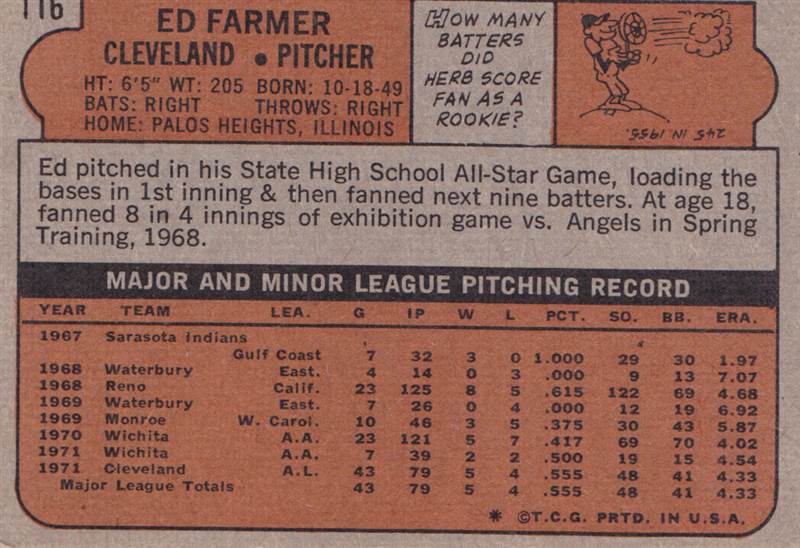 116
ED FARMER
CLEVELAND • PITCHER
HT: 6'5" WT: 205 BORN: 10-18-49
BATS: RIGHT THROWS: RIGHT
HOME: PALOS HEIGHTS, ILLINOIS
HOW MANY
BATTERS
DID
HERB SCORE
FAN AS A
ROOKIE?
245 IN 1955.
Ed pitched in his State High School All-Star Game, loading the
bases in 1st inning & then fanned next nine batters. At age 18,
fanned 8 in 4 innings of exhibition game vs. Angels in Spring
Training, 1968.
MAJOR AND MINOR LEAGUE PITCHING RECORD
YEAR TEAM LEA. G IP W L PCT. SO. BB. ERA.
1967 Sarasota Indians
Gulf Coast 7 32 3 0 1.000 29 30 1.97
1968 Waterbury East. 4 14 0 3 .000 9 13 7.07
1968 Reno Calif. 23 125 8 5 .615 122 69 4.68
1969 Waterbury East. 7 26 0 4 .000 12 19 6.92
1969 Monroe W. Carol. 10 46 3 5 .375 30 43 5.87
1970 Wichita A.A. 23 121 5 7 .417 69 70 4.02
1971 Wichita A.A. 7 39 2 2 .500 19 15 4.54
1971 Cleveland A.L. 43 79 5 4 .555 48 41 4.33
Major League Totals 43 79 5 4 .555 48 41 4.33
* ©T.C.G. PRTD. IN U.S.A.